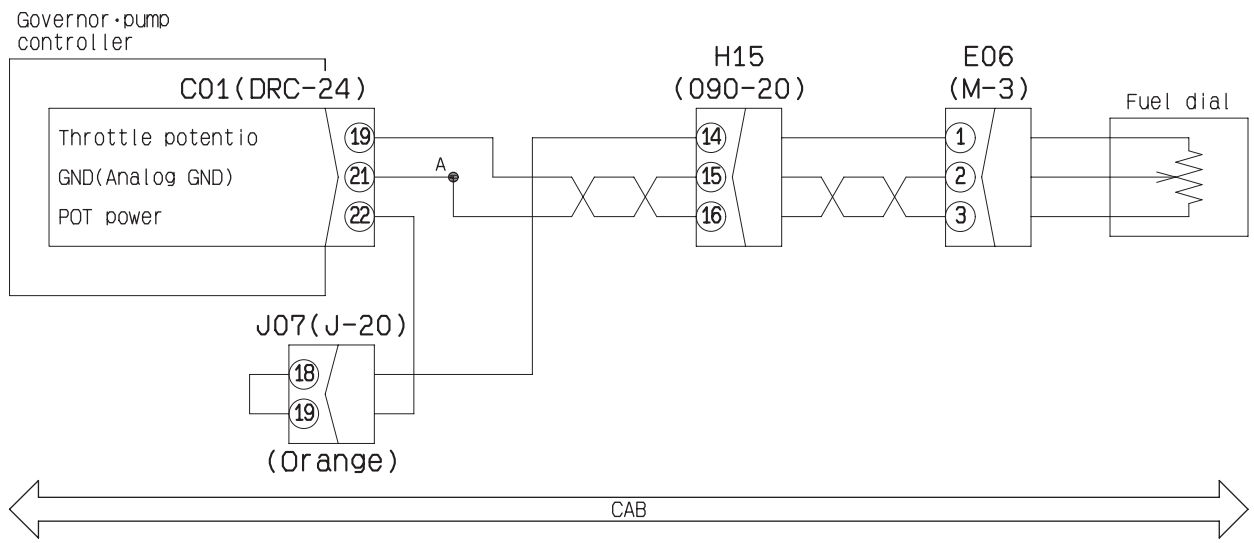 Governor·pump
controller
C01(DRC-24)
Throttle potentio 19
GND(Analog GND) 21
POT power 22
A
H15
(090-20)
14
15
16
E06
(M-3)
1
2
3
Fuel dial
J07(J-20)
18
19
(Orange)
CAB